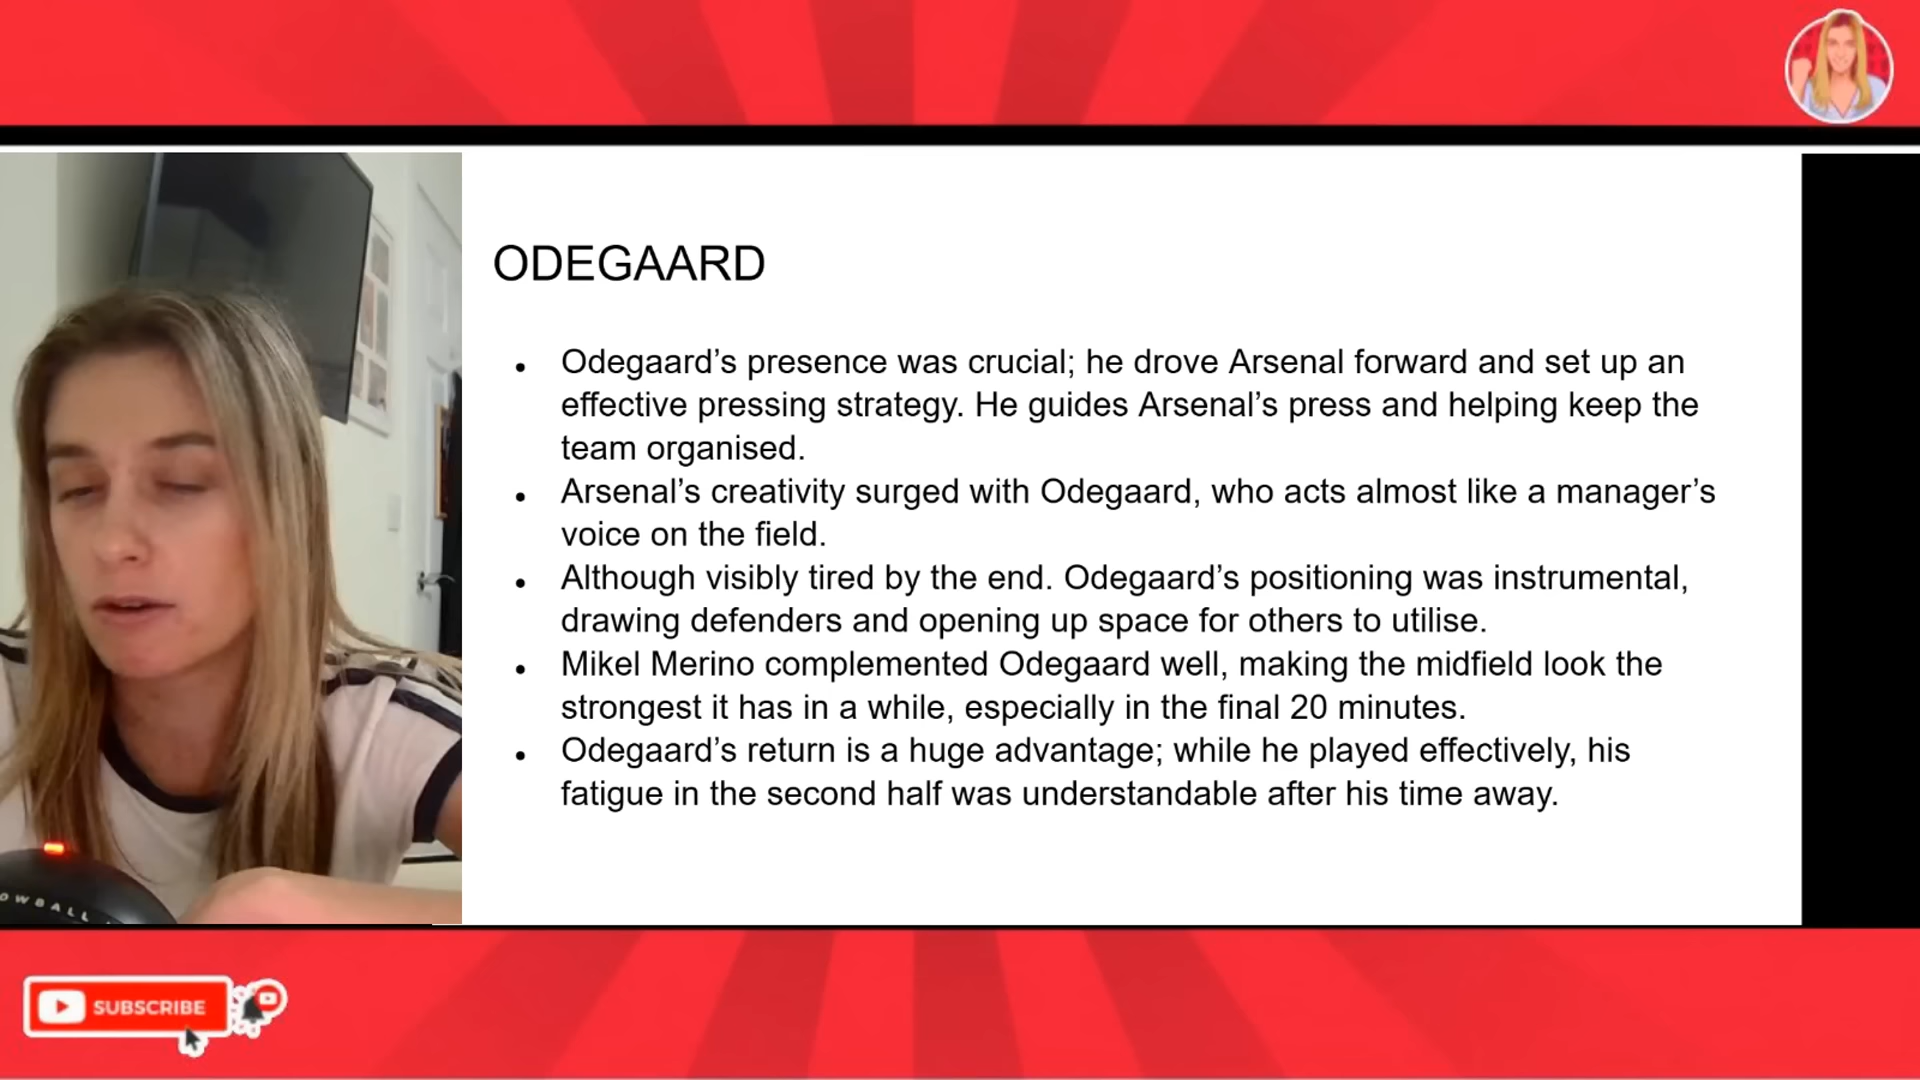 ODEGAARD
• Odegaard’s presence was crucial; he drove Arsenal forward and set up an
effective pressing strategy. He guides Arsenal’s press and helping keep the
team organised.
• Arsenal’s creativity surged with Odegaard, who acts almost like a manager’s
voice on the field.
• Although visibly tired by the end. Odegaard’s positioning was instrumental,
drawing defenders and opening up space for others to utilise.
• Mikel Merino complemented Odegaard well, making the midfield look the
strongest it has in a while, especially in the final 20 minutes.
• Odegaard’s return is a huge advantage; while he played effectively, his
fatigue in the second half was understandable after his time away.
OWBALL
SUBSCRIBE